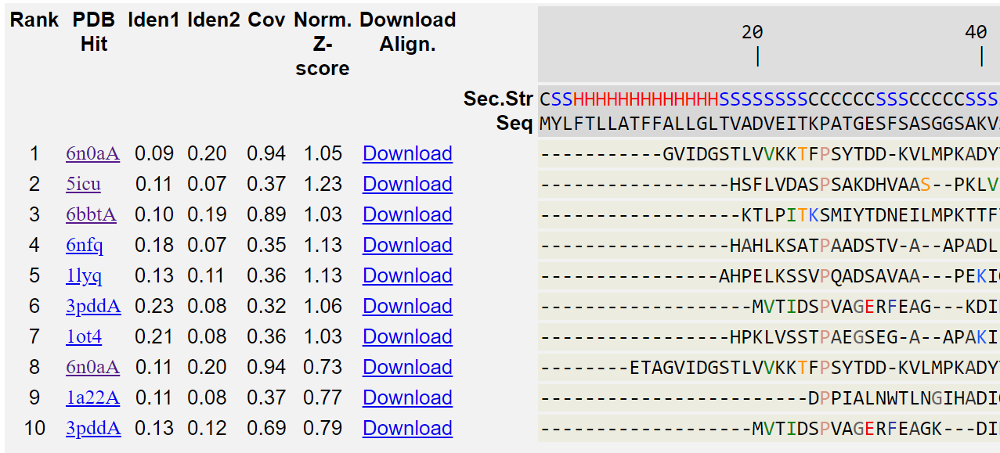 Rank PDB Hit Iden1 Iden2 Cov Norm. Z-score Download Align.
20 40
| |
Sec.Str CSSHHHHHHHHHHHHHSSSSSSSSCCCCCCSSSCCCCCSSS
Seq MYLFTLLATFFALLGLTVADVEITKPATGESFSASGGSAKV
1 6n0aA 0.09 0.20 0.94 1.05 Download -----------GVIDGSTLVVKKTFPSYTDD-KVLMPKADY
2 5icu 0.11 0.07 0.37 1.23 Download -----------------HSFLVDASPSAKDHVAAS--PKLV
3 6bbtA 0.10 0.19 0.89 1.03 Download ------------------KTLPITKSMIYTDNEILMPKTTF
4 6nfq 0.18 0.07 0.35 1.13 Download -----------------HAHLKSATPAADSTV-A--APADL
5 1lyq 0.13 0.11 0.36 1.13 Download ----------------AHPELKSSVPQADSAVAA---PEKI
6 3pddA 0.23 0.08 0.32 1.06 Download -------------------MVTIDSPVAGERFEAG---KDI
7 1ot4 0.21 0.08 0.36 1.03 Download -----------------HPKLVSSTPAEGSEG-A--APAKI
8 6n0aA 0.11 0.20 0.94 0.73 Download --------ETAGVIDGSTLVVKKTFPSYTDD-KVLMPKADY
9 1a22A 0.11 0.08 0.37 0.77 Download ------------------------DPPIALNWTLNGIHADI
10 3pddA 0.13 0.12 0.69 0.79 Download -------------------MVTIDSPVAGERFEAGK---DI